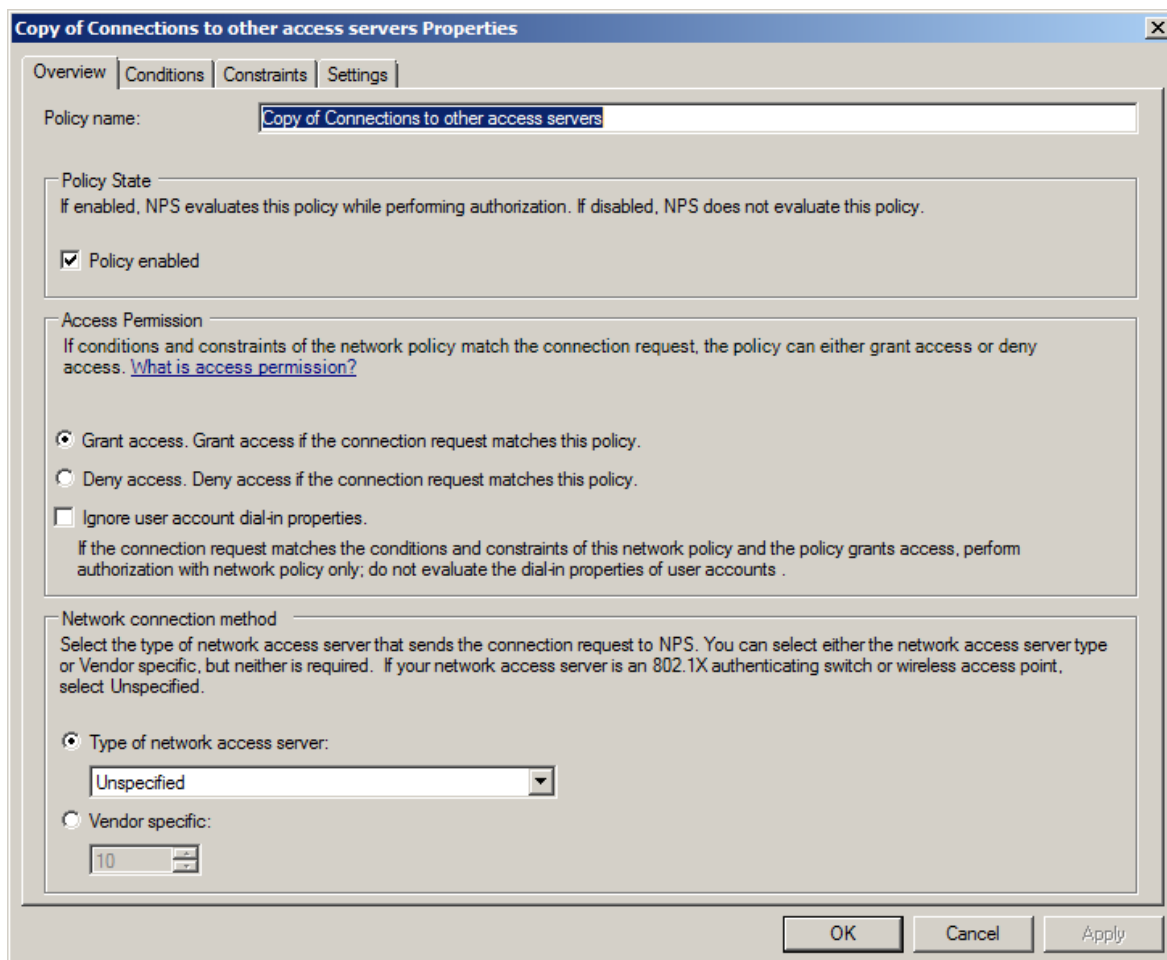 Copy of Connections to other access servers Properties
Overview Conditions Constraints Settings
Policy name: Copy of Connections to other access servers
Policy State
If enabled, NPS evaluates this policy while performing authorization. If disabled, NPS does not evaluate this policy.
Policy enabled
Access Permission
If conditions and constraints of the network policy match the connection request, the policy can either grant access or deny
access. What is access permission?
Grant access. Grant access if the connection request matches this policy.
Deny access. Deny access if the connection request matches this policy.
Ignore user account dial-in properties.
If the connection request matches the conditions and constraints of this network policy and the policy grants access, perform
authorization with network policy only; do not evaluate the dial-in properties of user accounts .
Network connection method
Select the type of network access server that sends the connection request to NPS. You can select either the network access server type
or Vendor specific, but neither is required.  If your network access server is an 802.1X authenticating switch or wireless access point,
select Unspecified.
Type of network access server:
Unspecified
Vendor specific:
10
OK Cancel Apply